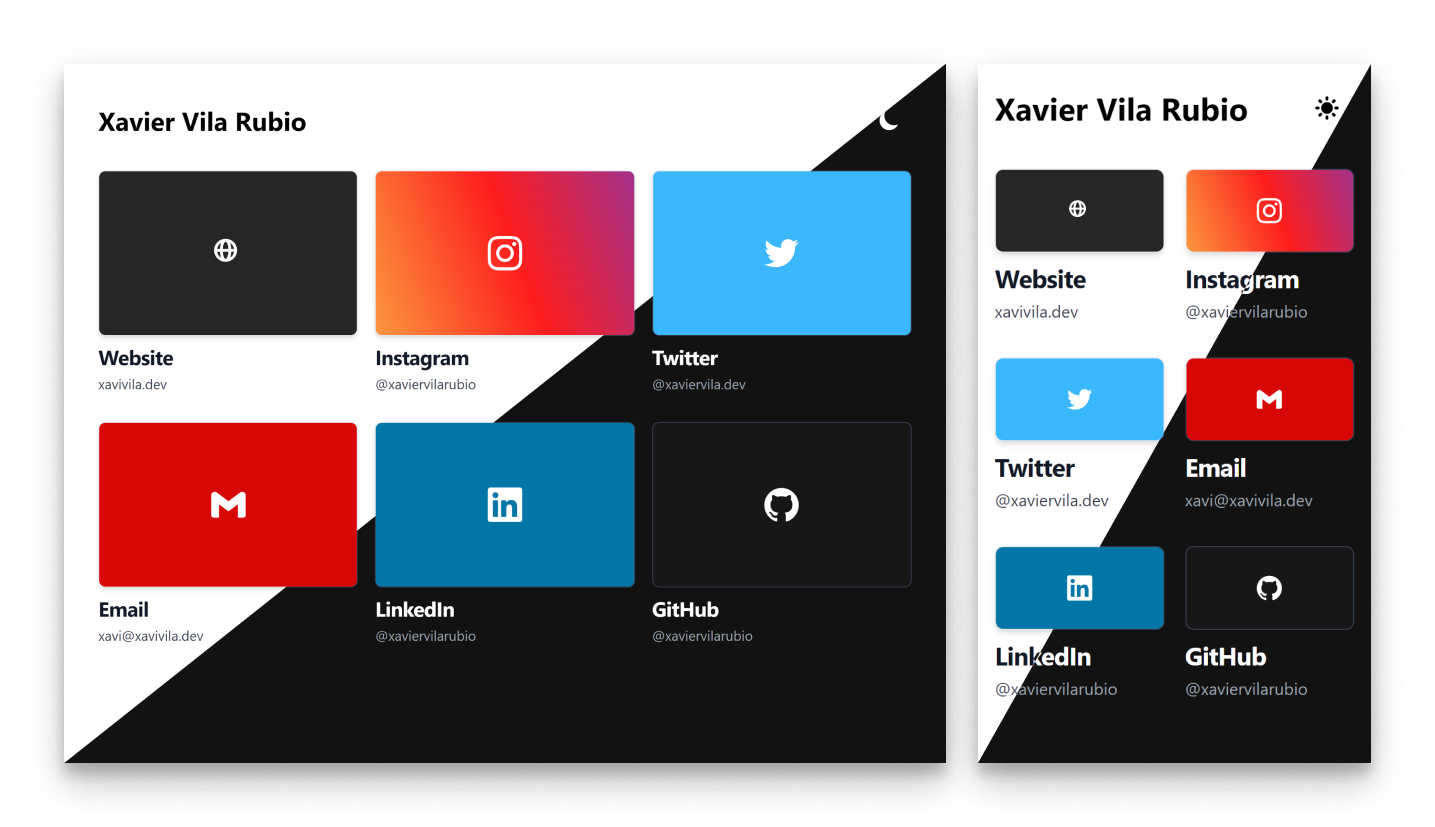 Xavier Vila Rubio
Website
xavivila.dev
Instagram
@xaviervilarubio
Twitter
@xaviervila.dev
Email
xavi@xavivila.dev
LinkedIn
@xaviervilarubio
GitHub
@xaviervilarubio
Xavier Vila Rubio
Website
xavivila.dev
Instagram
@xaviervilarubio
Twitter
@xaviervila.dev
Email
xavi@xavivila.dev
LinkedIn
@xaviervilarubio
GitHub
@xaviervilarubio